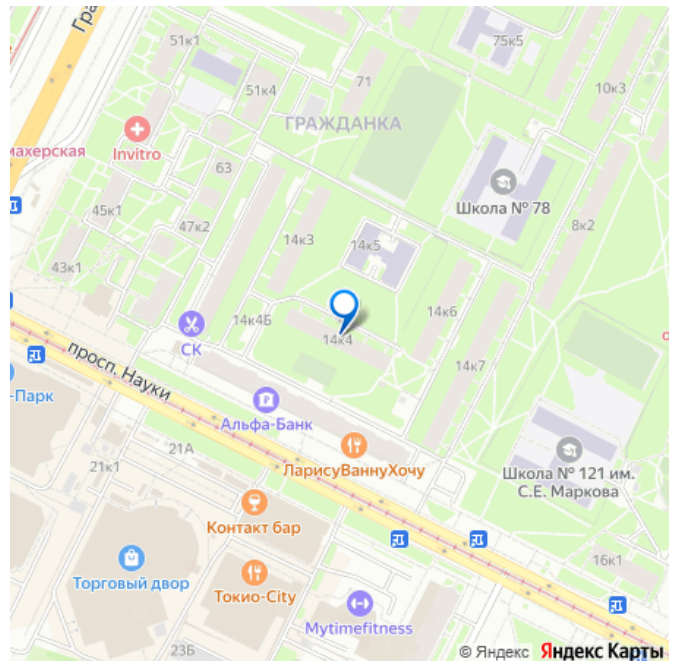 Гра
51к1
75к5
71
51к4
10к3
ГРАЖДАНКА
махерская
Invitro
63
Школа № 78
45к1
47к2
14к3
14к5
8к2
43к1
14к4Б
14к6
СК
14к4
просп. Науки
14к7
-Парк
Альфа-Банк
21А
ЛарисуВаннуХочу
21к1
Школа № 121 им.
С.Е. Маркова
Контакт бар
16к1
Торговый двор
Токио-City
Mytimefitness
23Б
© Яндекс Яндекс Карты